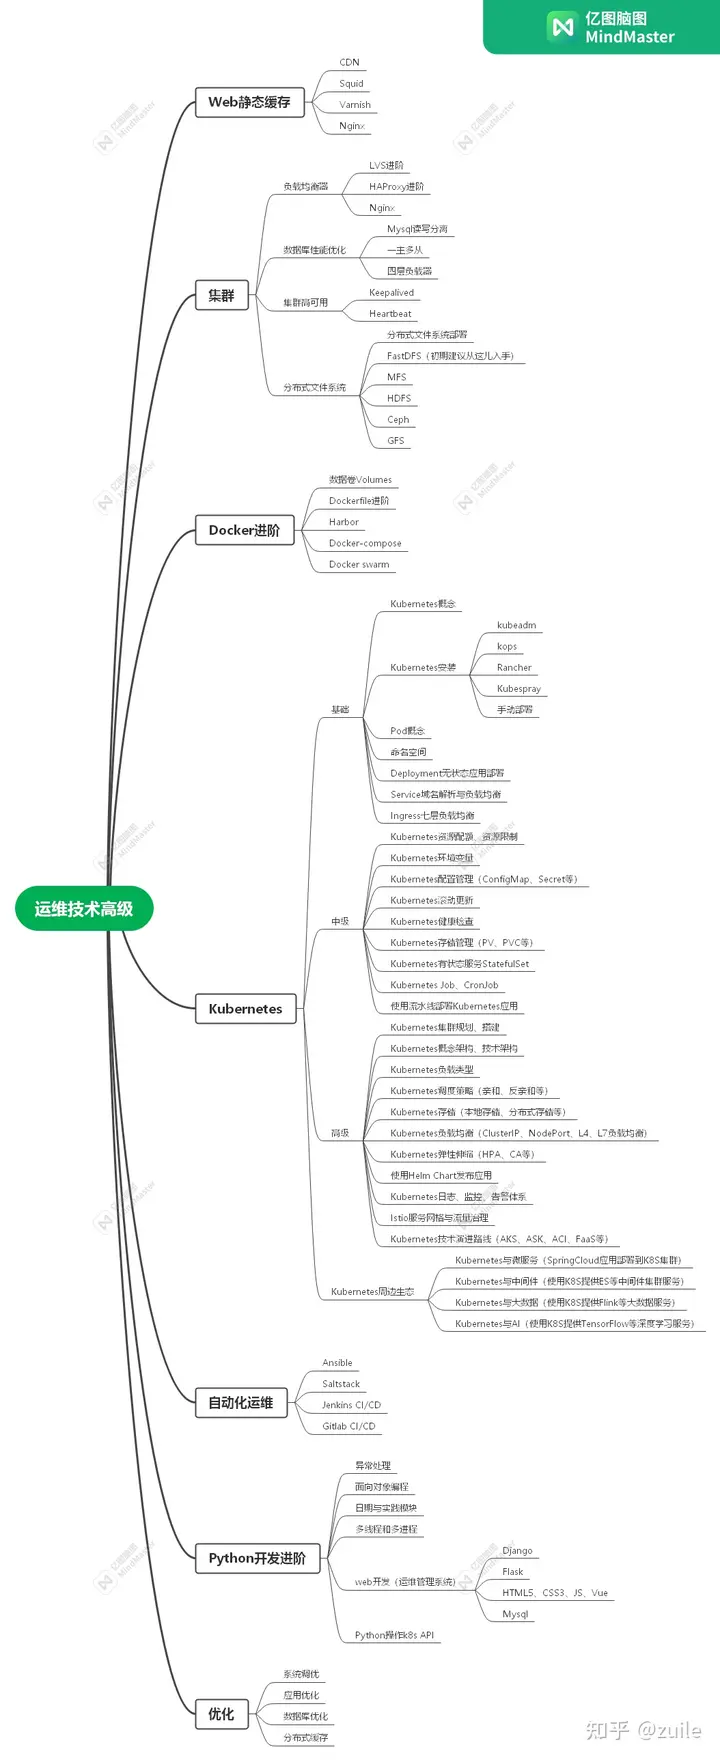 亿图脑图
MindMaster
运维技术高级
Web静态缓存
CDN
Squid
Varnish
Nginx
集群
负载均衡器
LVS进阶
HAProxy进阶
Nginx
数据库性能优化
Mysql读写分离
一主多从
四层负载器
集群高可用
Keepalived
Heartbeat
分布式文件系统
分布式文件系统部署
FastDFS（初期建议从这儿入手）
MFS
HDFS
Ceph
GFS
Docker进阶
数据卷Volumes
Dockerfile进阶
Harbor
Docker-compose
Docker swarm
Kubernetes
基础
Kubernetes概念
Kubernetes安装
kubeadm
kops
Rancher
Kubespray
手动部署
Pod概念
命名空间
Deployment无状态应用部署
Service域名解析与负载均衡
Ingress七层负载均衡
中级
Kubernetes资源配额、资源限制
Kubernetes环境变量
Kubernetes配置管理（ConfigMap、Secret等）
Kubernetes滚动更新
Kubernetes健康检查
Kubernetes存储管理（PV、PVC等）
Kubernetes有状态服务StatefulSet
Kubernetes Job、CronJob
使用流水线部署Kubernetes应用
高级
Kubernetes集群规划、搭建
Kubernetes概念架构、技术架构
Kubernetes负载类型
Kubernetes调度策略（亲和、反亲和等）
Kubernetes存储（本地存储、分布式存储等）
Kubernetes负载均衡（ClusterIP、NodePort、L4、L7负载均衡）
Kubernetes弹性伸缩（HPA、CA等）
使用Helm Chart发布应用
Kubernetes日志、监控、告警体系
Istio服务网格与流量治理
Kubernetes技术演进路线（AKS、ASK、ACI、FaaS等）
Kubernetes周边生态
Kubernetes与微服务（SpringCloud应用部署到K8S集群）
Kubernetes与中间件（使用K8S提供ES等中间件集群服务）
Kubernetes与大数据（使用K8S提供Flink等大数据服务）
Kubernetes与AI（使用K8S提供TensorFlow等深度学习服务）
自动化运维
Ansible
Saltstack
Jenkins CI/CD
Gitlab CI/CD
Python开发进阶
异常处理
面向对象编程
日期与实践模块
多线程和多进程
web开发（运维管理系统）
Django
Flask
HTML5、CSS3、JS、Vue
Mysql
Python操作k8s API
优化
系统调优
应用优化
数据库优化
分布式缓存
知乎 @zuile